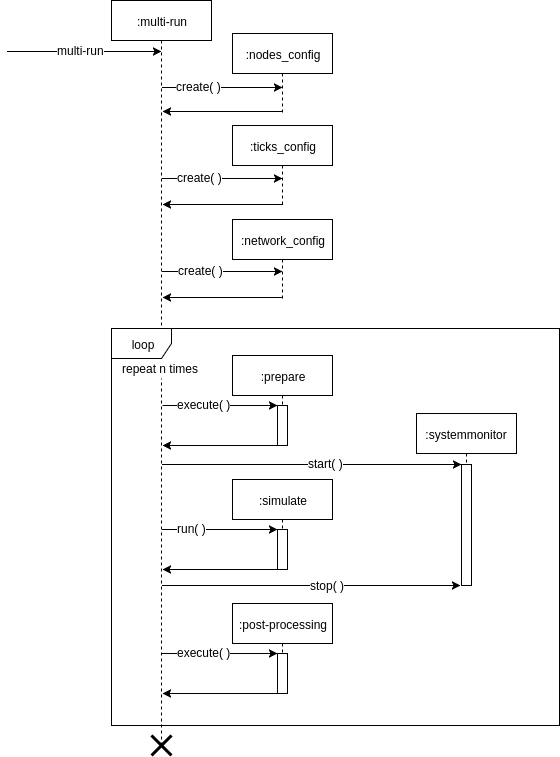 :multi-run
multi-run
:nodes_config
create( )
:ticks_config
create( )
:network_config
create( )
loop
repeat n times
:prepare
execute( )
:systemmonitor
start( )
:simulate
run( )
stop( )
:post-processing
execute( )